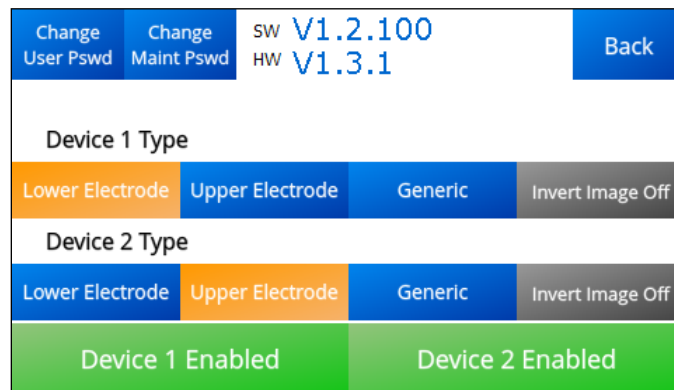 Change User Pswd
Change Maint Pswd
SW V1.2.100
HW V1.3.1
Back
Device 1 Type
Lower Electrode Upper Electrode Generic Invert Image Off
Device 2 Type
Lower Electrode Upper Electrode Generic Invert Image Off
Device 1 Enabled Device 2 Enabled